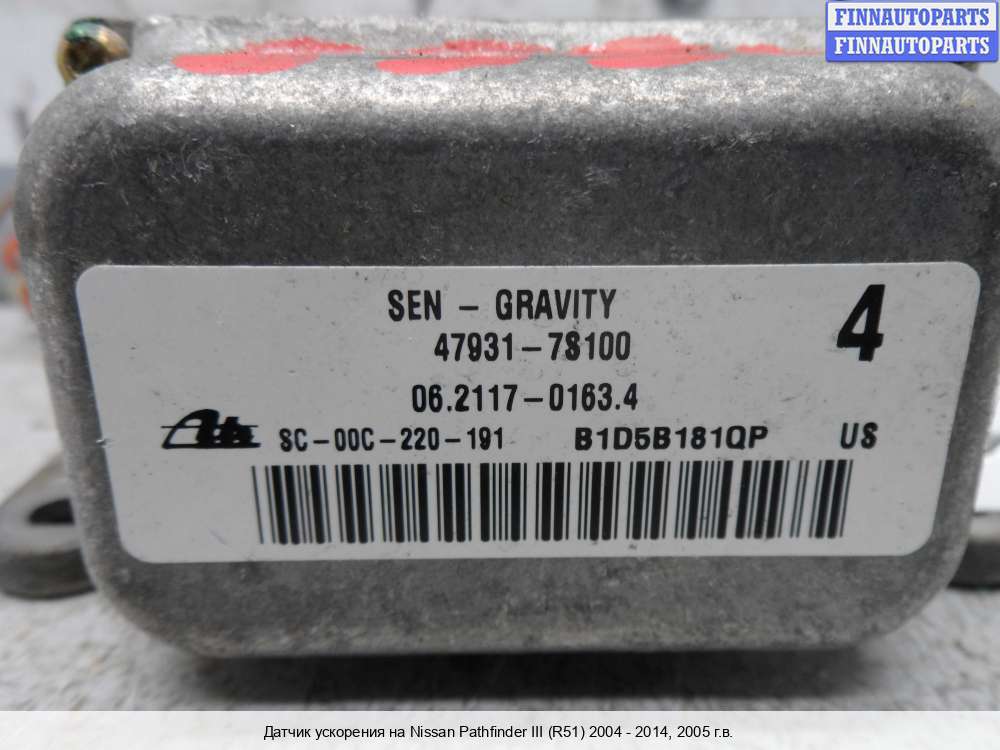 FINNAUTOPARTS
FINNAUTOPARTS
SEN - GRAVITY
4
47931-7S100
06.2117-0163.4
Ate SC-00C-220-191 B1D5B181QP US
Датчик ускорения на Nissan Pathfinder III (R51) 2004 - 2014, 2005 г.в.